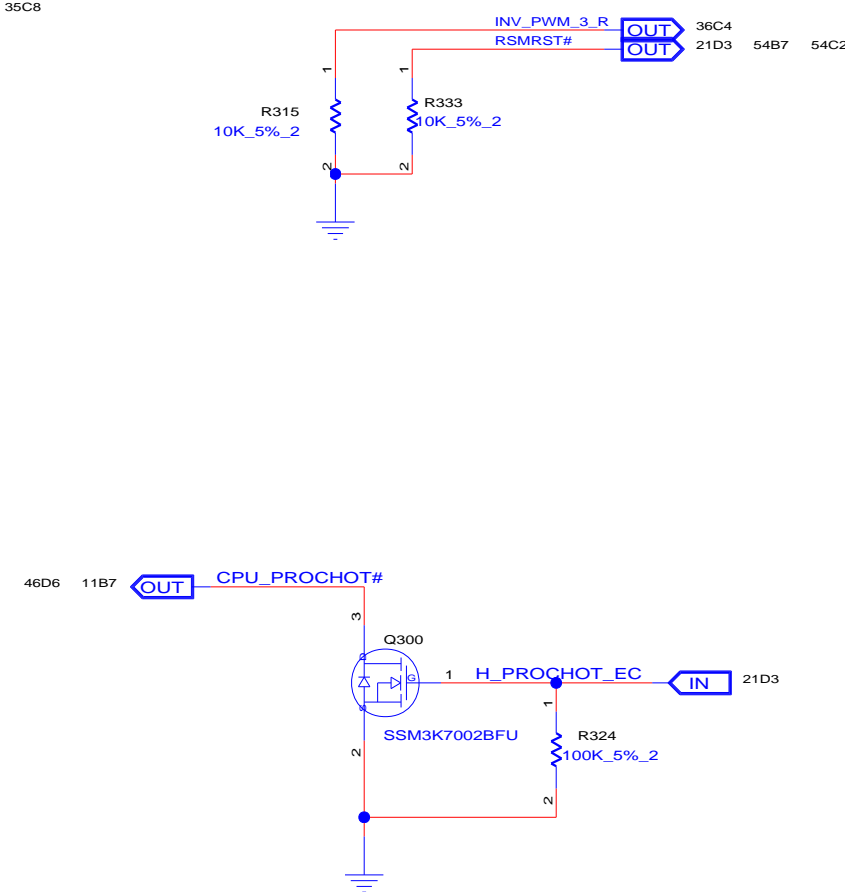 35C8
INV_PWM_3_R OUT 36C4
RSMRST# OUT 21D3 54B7 54C2
1 1
R315 R333
10K_5%_2 10K_5%_2
2 2
46D6 11B7 OUT CPU_PROCHOT#
3
Q300
D
G 1 H_PROCHOT_EC IN 21D3
S
1
SSM3K7002BFU R324
2 100K_5%_2
2